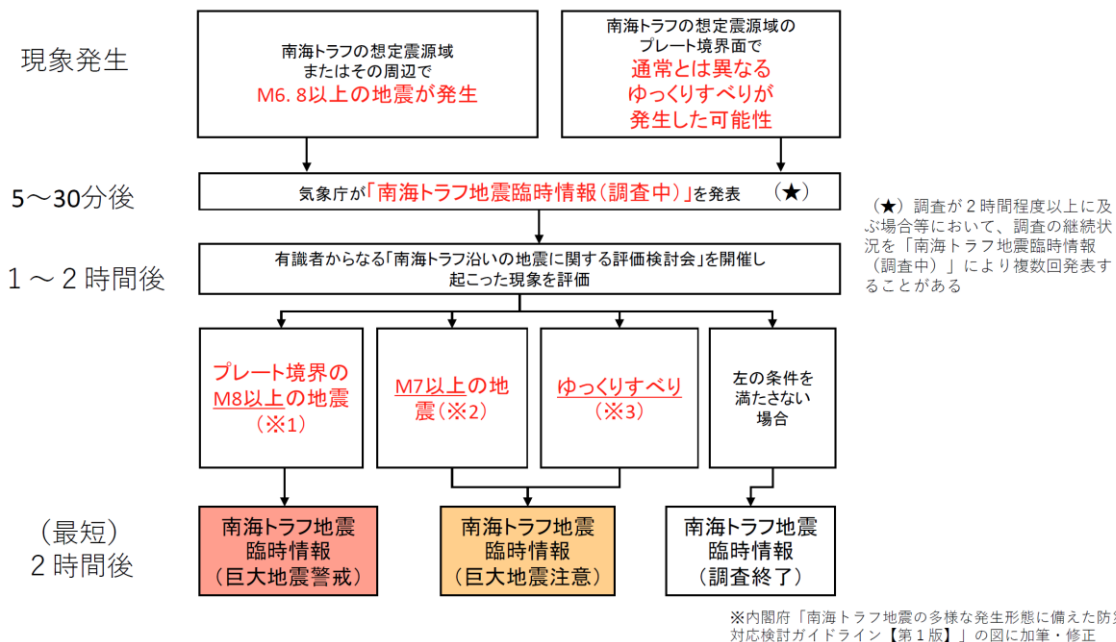 現象発生
南海トラフの想定震源域
またはその周辺で
M6. 8以上の地震が発生
南海トラフの想定震源域の
プレート境界面で
通常とは異なる
ゆっくりすべりが
発生した可能性
5～30分後
気象庁が「南海トラフ地震臨時情報(調査中)」を発表　(★)
(★) 調査が２時間程度以上に及
ぶ場合等において、調査の継続状
況を「南海トラフ地震臨時情報
（調査中）」により複数回発表す
ることがある
１～２時間後
有識者からなる「南海トラフ沿いの地震に関する評価検討会」を開催し
起こった現象を評価
プレート境界の
M8以上の地震
(※1)
M7以上の地
震(※2)
ゆっくりすべり
(※3)
左の条件を
満たさない
場合
（最短）
２時間後
南海トラフ地震
臨時情報
(巨大地震警戒)
南海トラフ地震
臨時情報
(巨大地震注意)
南海トラフ地震
臨時情報
(調査終了)
※内閣府「南海トラフ地震の多様な発生形態に備えた防
対応検討ガイドライン【第１版】」の図に加筆・修正